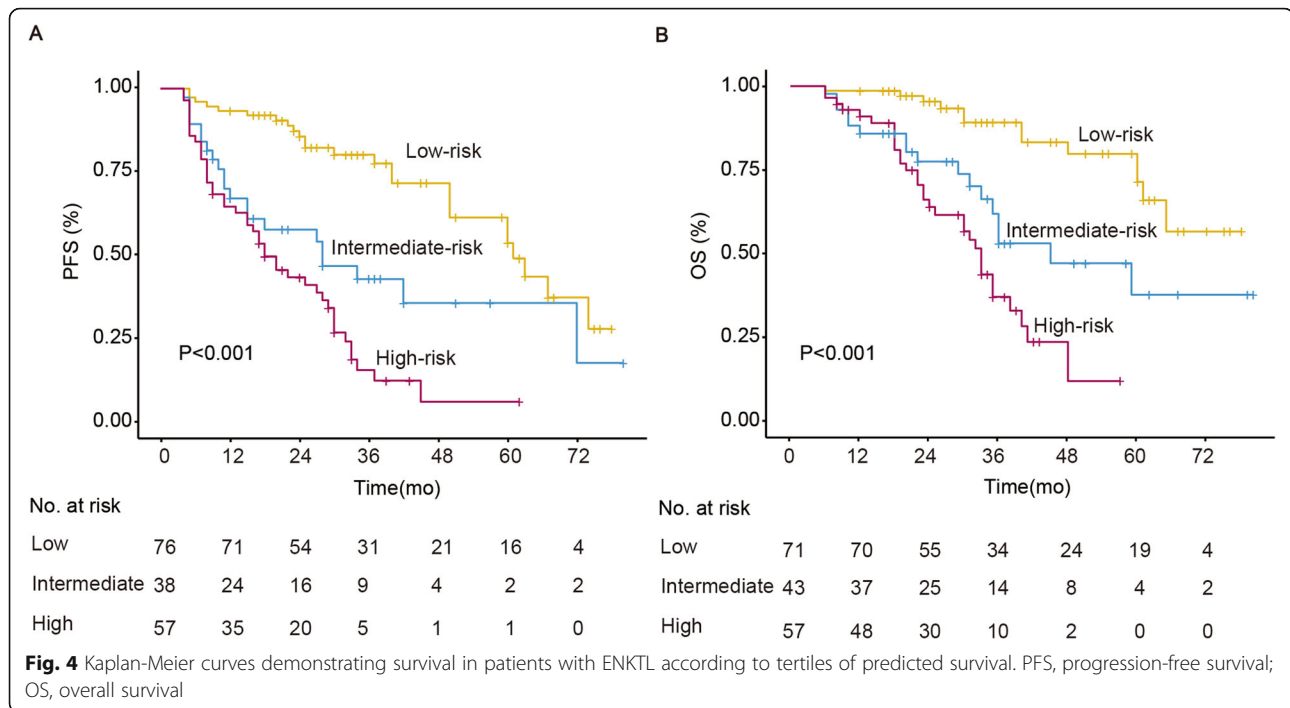 A
1.00
0.75
0.50
0.25
0.00
PFS (%)
Low-risk
Intermediate-risk
High-risk
P<0.001
0 12 24 36 48 60 72
Time(mo)
No. at risk
Low 76 71 54 31 21 16 4
Intermediate 38 24 16 9 4 2 2
High 57 35 20 5 1 1 0
B
1.00
0.75
0.50
0.25
0.00
OS (%)
Low-risk
Intermediate-risk
High-risk
P<0.001
0 12 24 36 48 60 72
Time(mo)
No. at risk
Low 71 70 55 34 24 19 4
Intermediate 43 37 25 14 8 4 2
High 57 48 30 10 2 0 0
Fig. 4 Kaplan-Meier curves demonstrating survival in patients with ENKTL according to tertiles of predicted survival. PFS, progression-free survival;
OS, overall survival